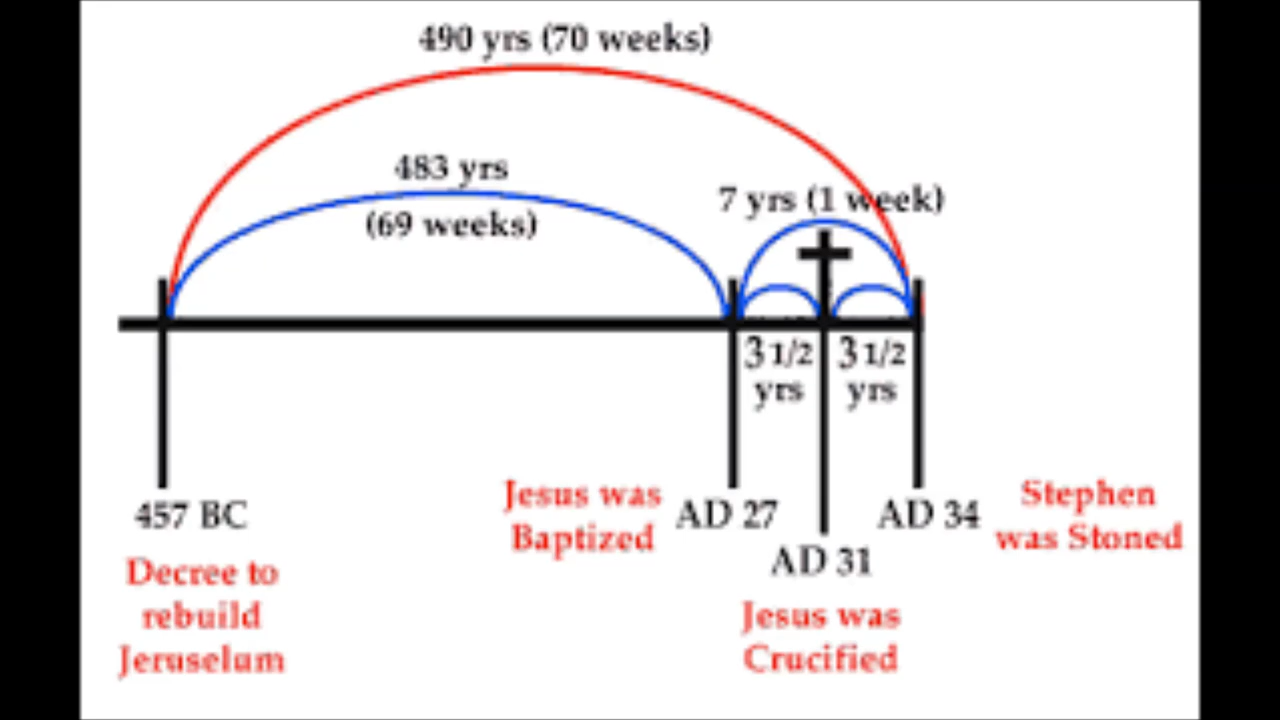 490 yrs (70 weeks)
483 yrs
(69 weeks)
7 yrs (1 week)
3 1/2
yrs
3 1/2
yrs
457 BC
Decree to
rebuild
Jeruselum
Jesus was
Baptized
AD 27
AD 31
Jesus was
Crucified
AD 34
Stephen
was Stoned